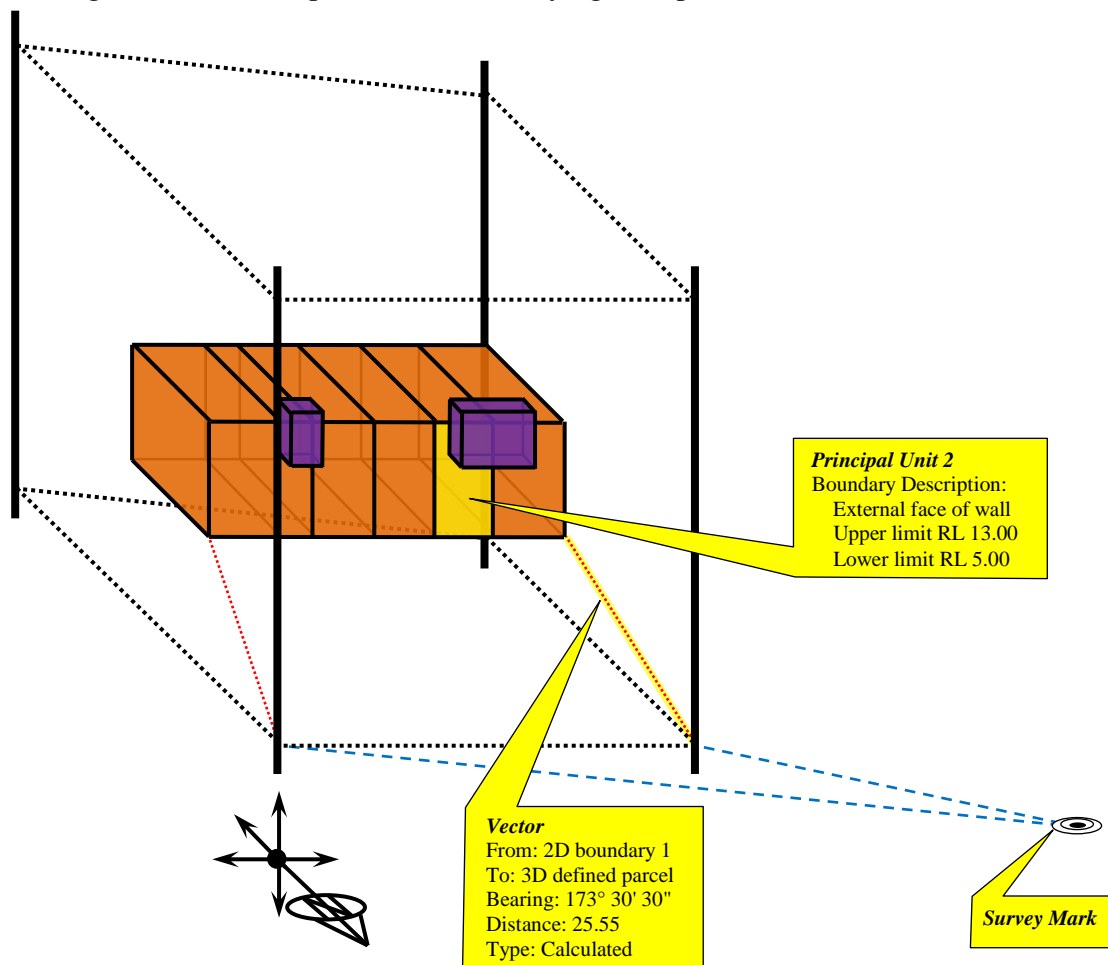 Principal Unit 2
Boundary Description:
External face of wall
Upper limit RL 13.00
Lower limit RL 5.00
Vector
From: 2D boundary 1
To: 3D defined parcel
Bearing: 173° 30' 30"
Distance: 25.55
Type: Calculated
Survey Mark